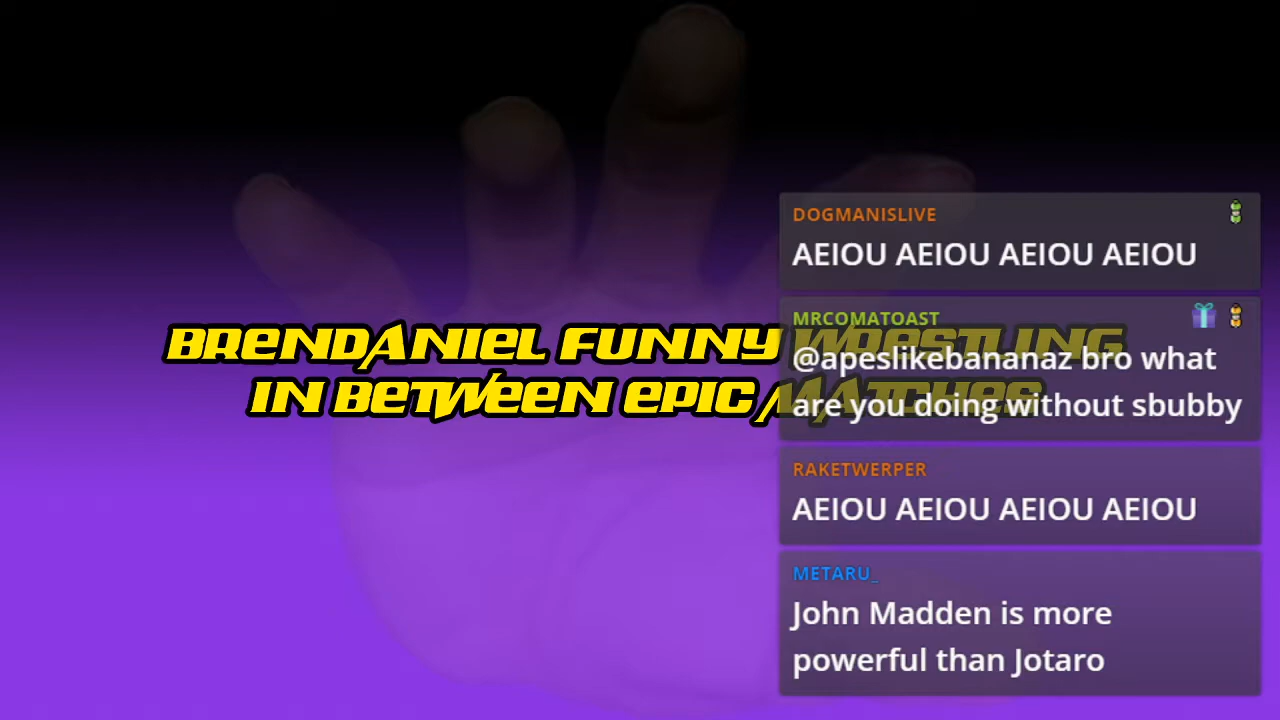 BRENDANIEL FUNNY WRESTLING
IN BETWEEN EPIC MATCHES
DOGMANISLIVE
AEIOU AEIOU AEIOU AEIOU
MRCOMATOAST
@apeslikebananaz bro what
are you doing without sbubby
RAKETWERPER
AEIOU AEIOU AEIOU AEIOU
METARU_
John Madden is more
powerful than Jotaro